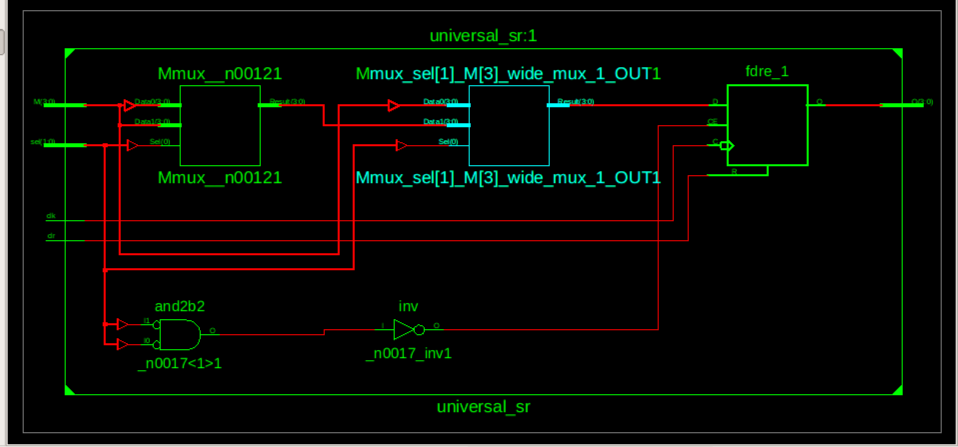 universal_sr:1
Mmux__n00121
Mmux_sel[1]_M[3]_wide_mux_1_OUT1
fdre_1
M(3:0)
Data0(3:0)
Result(3:0)
Data0(3:0)
Result(3:0)
D
Q
O(3:0)
Data1(3:0)
Data1(3:0)
CE
sel(1:0)
Sel(0)
Sel(0)
C
Mmux__n00121
Mmux_sel[1]_M[3]_wide_mux_1_OUT1
R
clk
clr
and2b2
inv
I1
I0
O
I
O
_n0017<1>1
_n0017_inv1
universal_sr